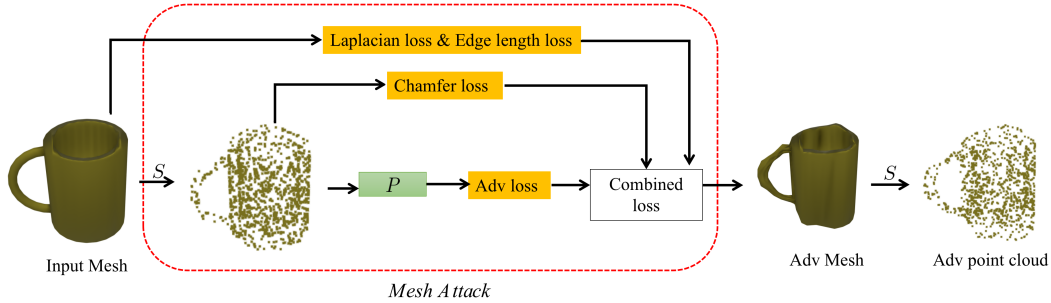 Laplacian loss & Edge length loss
Chamfer loss
S
P
Adv loss
Combined
loss
S
Input Mesh
Adv Mesh
Adv point cloud
Mesh Attack